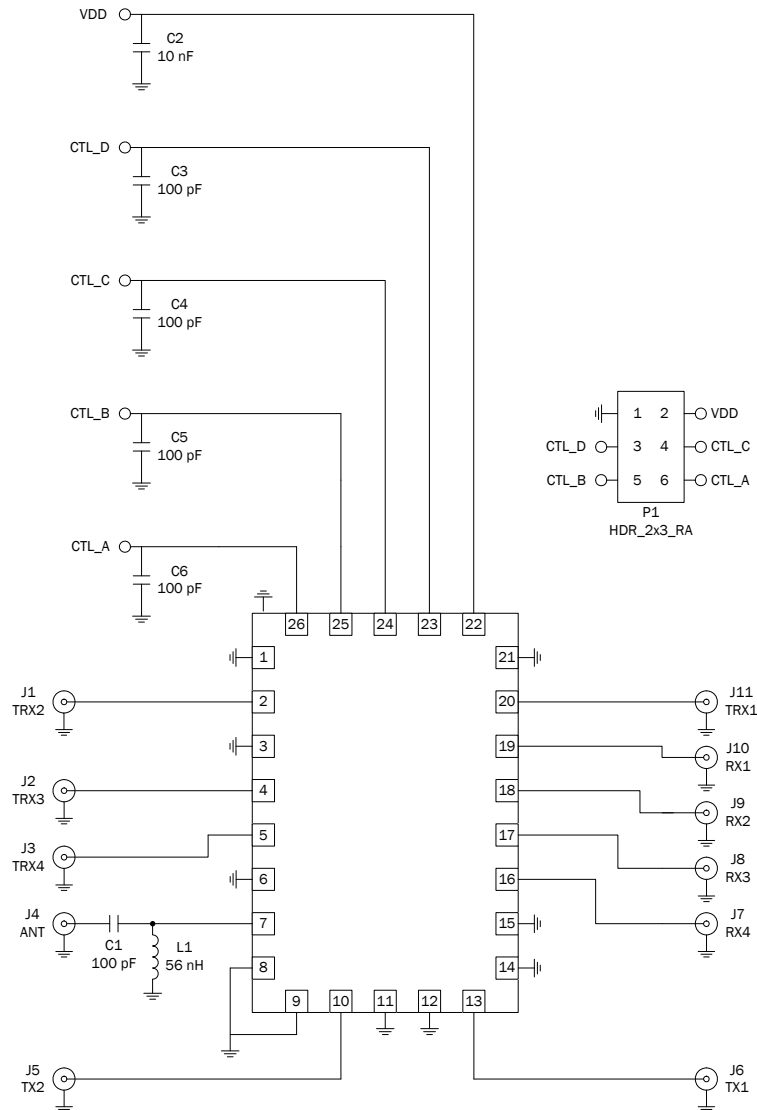 VDD
C2
10 nF
CTL_D
C3
100 pF
CTL_C
C4
100 pF
CTL_B
C5
100 pF
CTL_A
C6
100 pF
1 2
VDD
CTL_D
3 4
CTL_C
CTL_B
5 6
CTL_A
P1
HDR_2x3_RA
26 25 24 23 22
1
21
J1
TRX2
2
20
J11
TRX1
3
19
J10
RX1
J2
TRX3
4
18
J9
RX2
J3
TRX4
5
17
J8
RX3
6
16
J4
ANT
C1
100 pF
L1
56 nH
7
15
J7
RX4
8
14
9 10 11 12 13
J5
TX2
J6
TX1